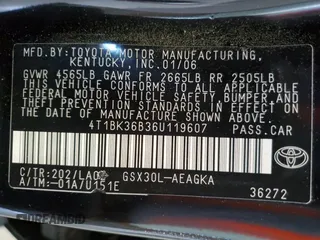 MFD.BY:TOYOTA MOTOR MANUFACTURING,
KENTUCKY,INC.01/06
GVWR 4565LB GAWR FR 2665LB RR 2505LB
THIS VEHICLE CONFORMS TO ALL APPLICABLE
FEDERAL MOTOR VEHICLE SAFETY, BUMPER, AND
THEFT PREVENTION STANDARDS IN EFFECT ON
THE DATE OF MANUFACTURE SHOWN ABOVE.
4T1BK36B36U119607
PASS.CAR
C/TR:202/LA02 GSX30L-AEAGKA
A/TM:-01A/U151E
TOYOTA
36272